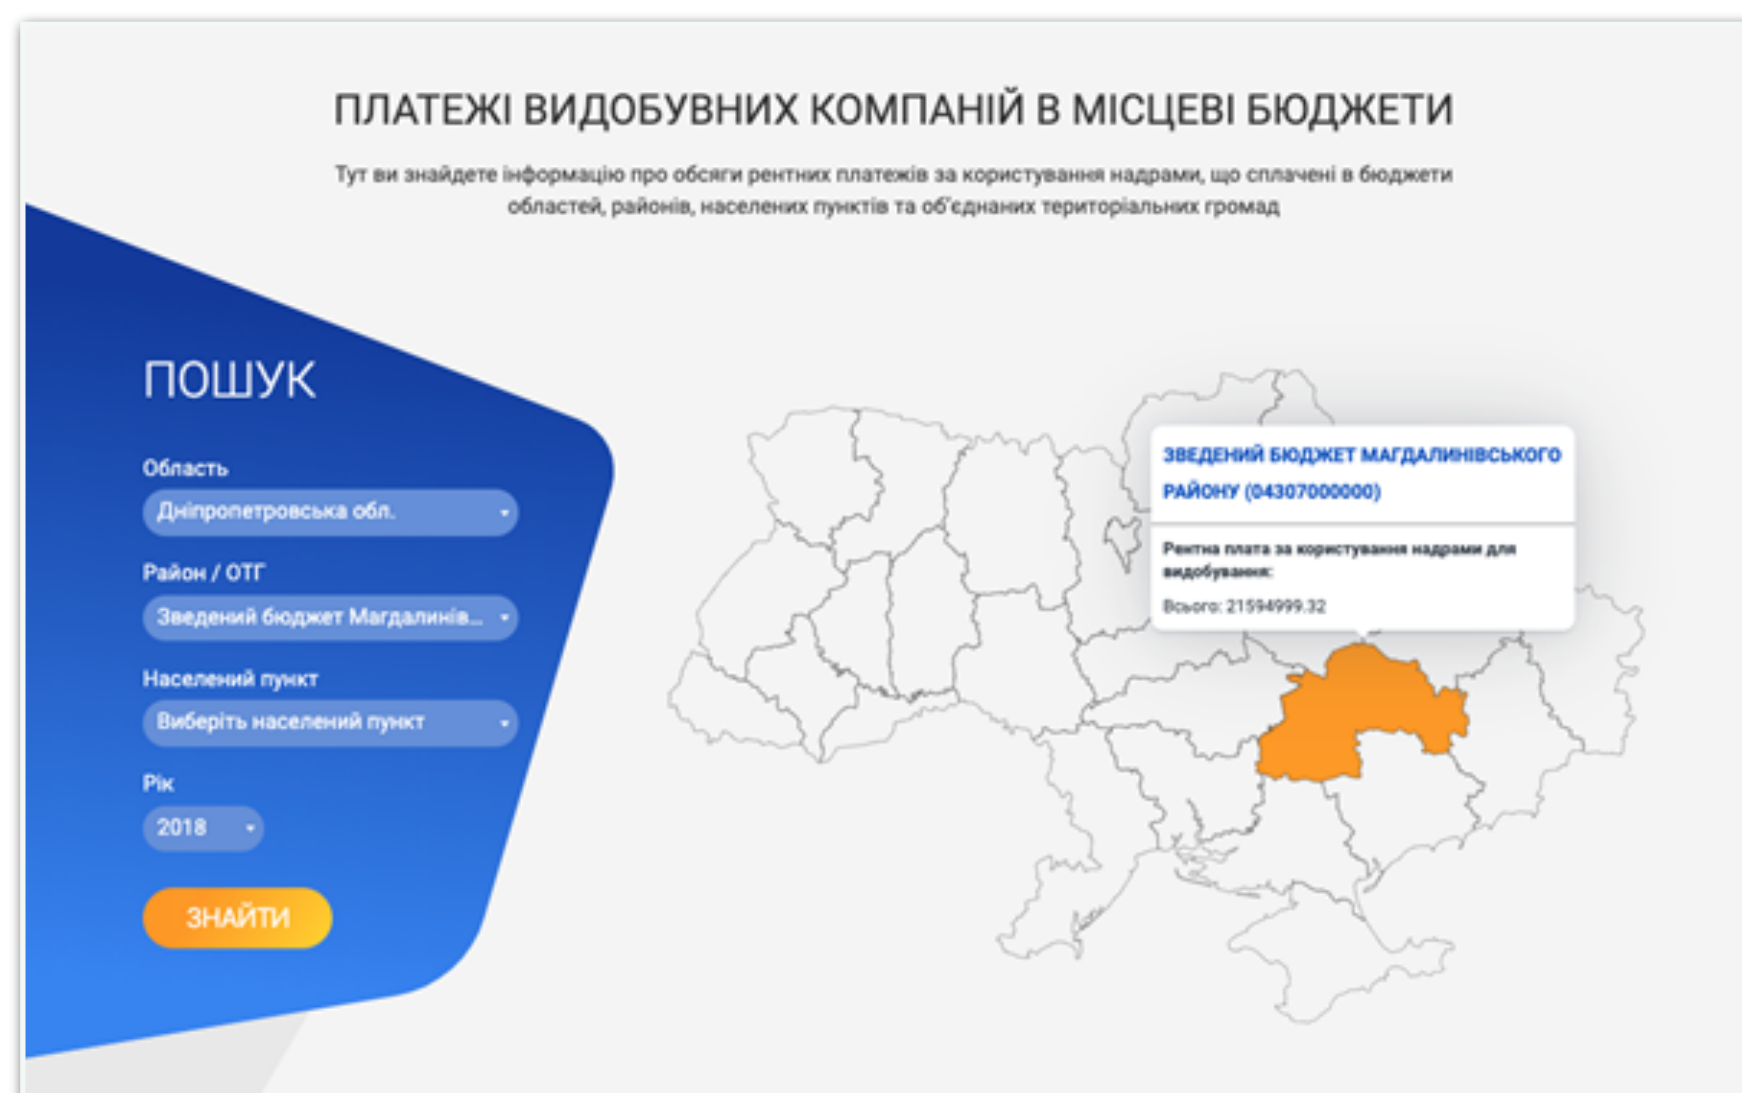 ПЛАТЕЖІ ВИДОБУВНИХ КОМПАНІЙ В МІСЦЕВІ БЮДЖЕТИ
Тут ви знайдете інформацію про обсяги рентних платежів за користування надрами, що сплачені в бюджети
областей, районів, населених пунктів та об'єднаних територіальних громад
ПОШУК
Область
Дніпропетровська обл.
Район / ОТГ
Зведений бюджет Магдалинів...
Населений пункт
Виберіть населений пункт
Рік
2018
ЗНАЙТИ
ЗВЕДЕНИЙ БЮДЖЕТ МАГДАЛИНІВСЬКОГО
РАЙОНУ (04307000000)
Рентна плата за користування надрами для
видобування:
Всього: 21594999.32